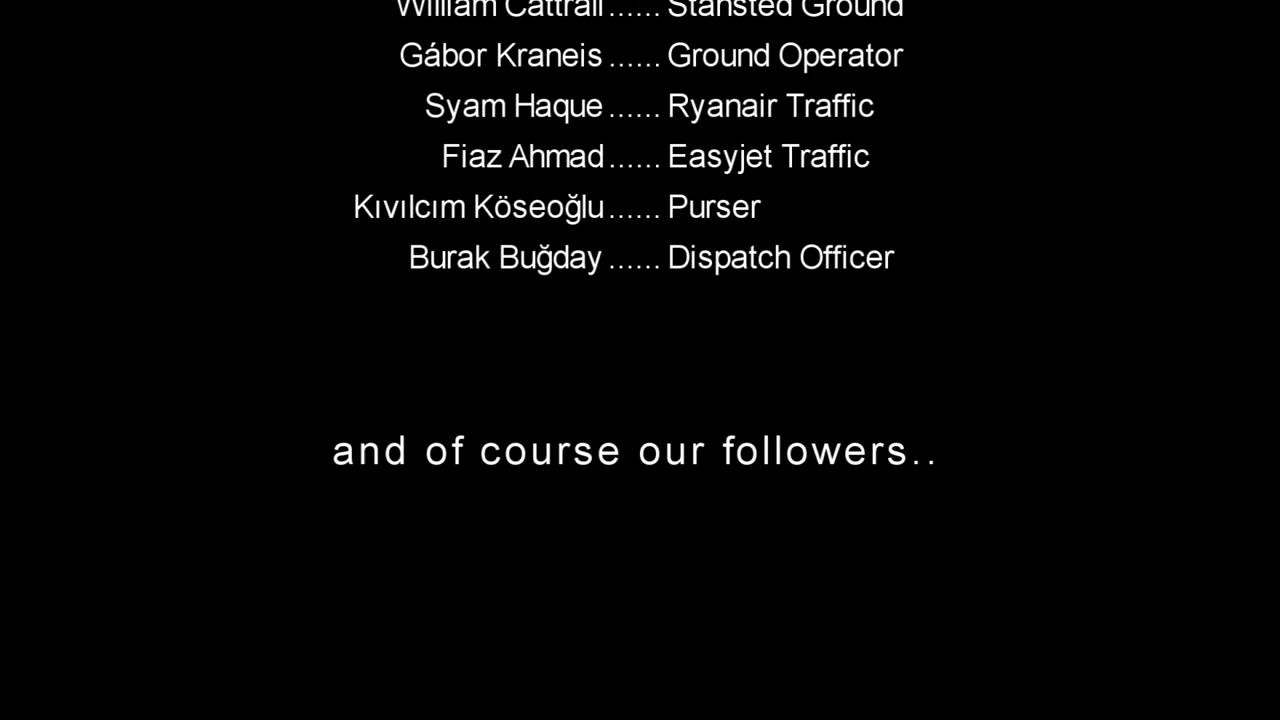 William Cattrall...... Stansted Ground
Gábor Kraneis...... Ground Operator
Syam Haque...... Ryanair Traffic
Fiaz Ahmad...... Easyjet Traffic
Kıvılcım Köseoğlu...... Purser
Burak Buğday...... Dispatch Officer
and of course our followers..